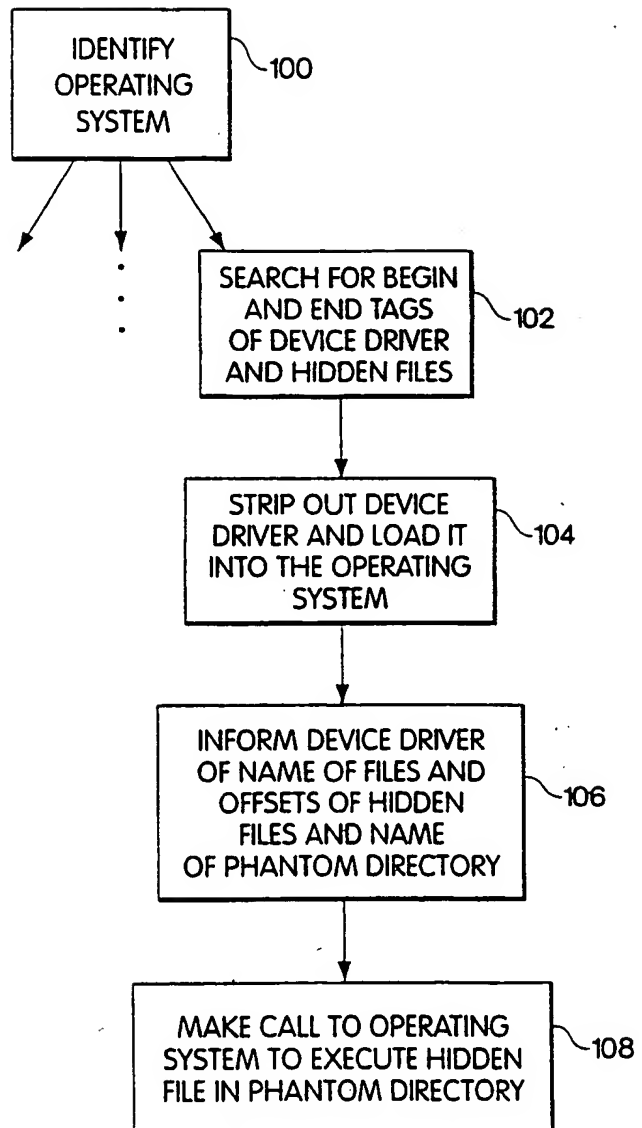 IDENTIFY
OPERATING
SYSTEM
100
SEARCH FOR BEGIN
AND END TAGS
OF DEVICE DRIVER
AND HIDDEN FILES
102
STRIP OUT DEVICE
DRIVER AND LOAD IT
INTO THE OPERATING
SYSTEM
104
INFORM DEVICE DRIVER
OF NAME OF FILES AND
OFFSETS OF HIDDEN
FILES AND NAME
OF PHANTOM DIRECTORY
106
MAKE CALL TO OPERATING
SYSTEM TO EXECUTE HIDDEN
FILE IN PHANTOM DIRECTORY
108